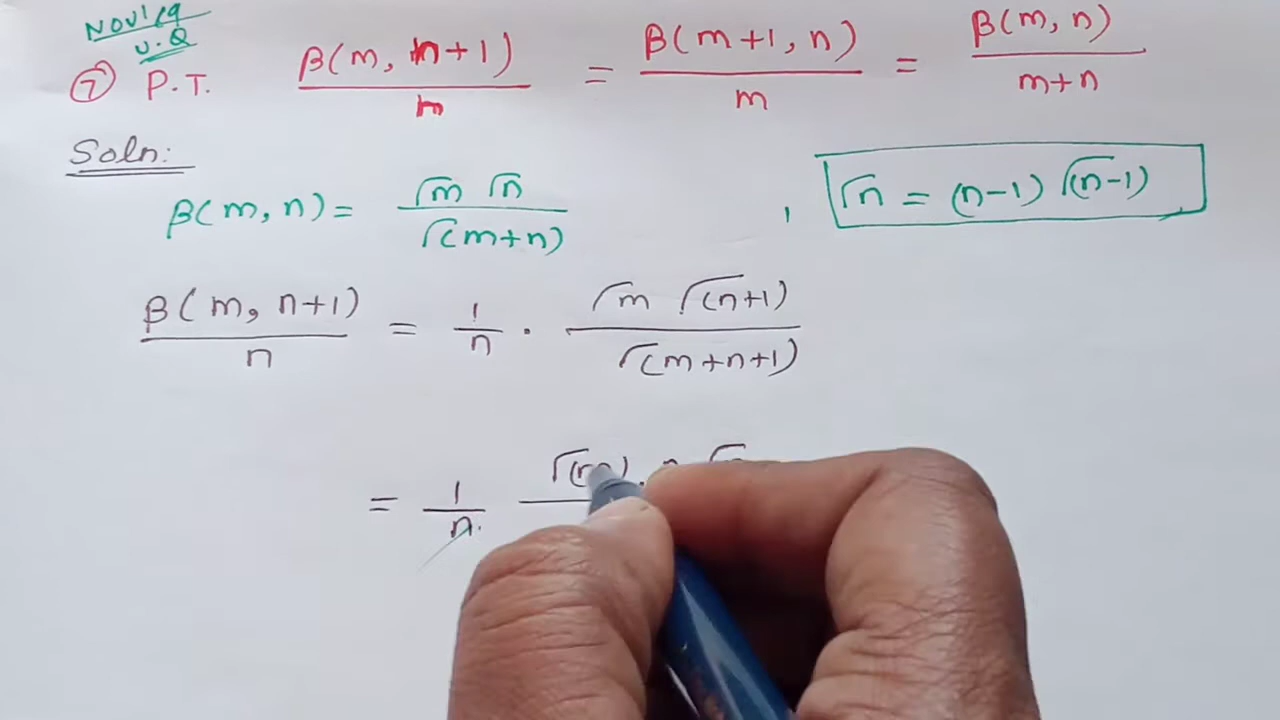 Nov'19
U.Q
⑦ P.T. β(m, n+1)/n = β(m+1, n)/m = β(m, n)/m+n
Soln:
β(m, n) = Γm Γn / Γ(m+n) , Γn = (n-1) Γ(n-1)
β(m, n+1)/n = 1/n · Γm Γ(n+1) / Γ(m+n+1)
= 1/n.